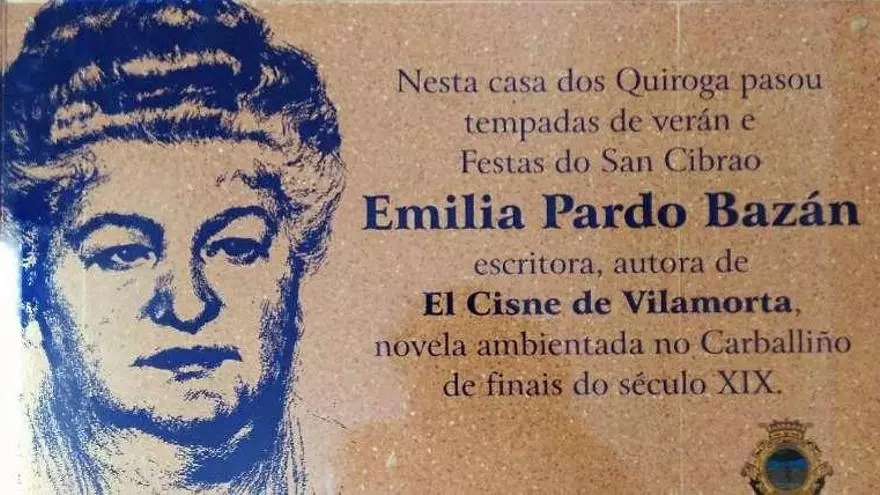 Nesta casa dos Quiroga pasou
tempadas de verán e
Festas do San Cibrao
Emilia Pardo Bazán
escritora, autora de
El Cisne de Vilamorta,
novela ambientada no Carballiño
de finais do século XIX.